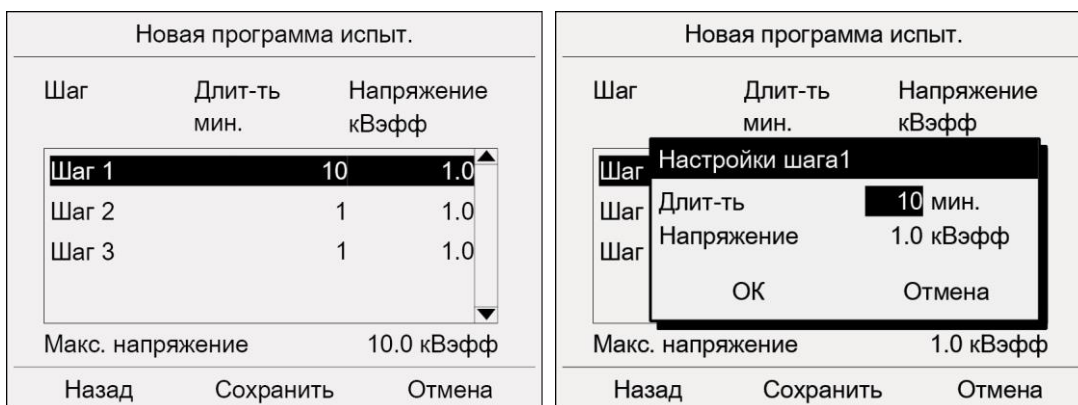 Новая программа испыт.
Шаг Длит-ть мин. Напряжение кВэфф
Шаг 1 10 1.0
Шаг 2 1 1.0
Шаг 3 1 1.0
Макс. напряжение 10.0 кВэфф
Назад Сохранить Отмена
Новая программа испыт.
Шаг Длит-ть мин. Напряжение кВэфф
Шаг
Шаг
Шаг
Настройки шага1
Длит-ть 10 мин.
Напряжение 1.0 кВэфф
ОК Отмена
Макс. напряжение 1.0 кВэфф
Назад Сохранить Отмена